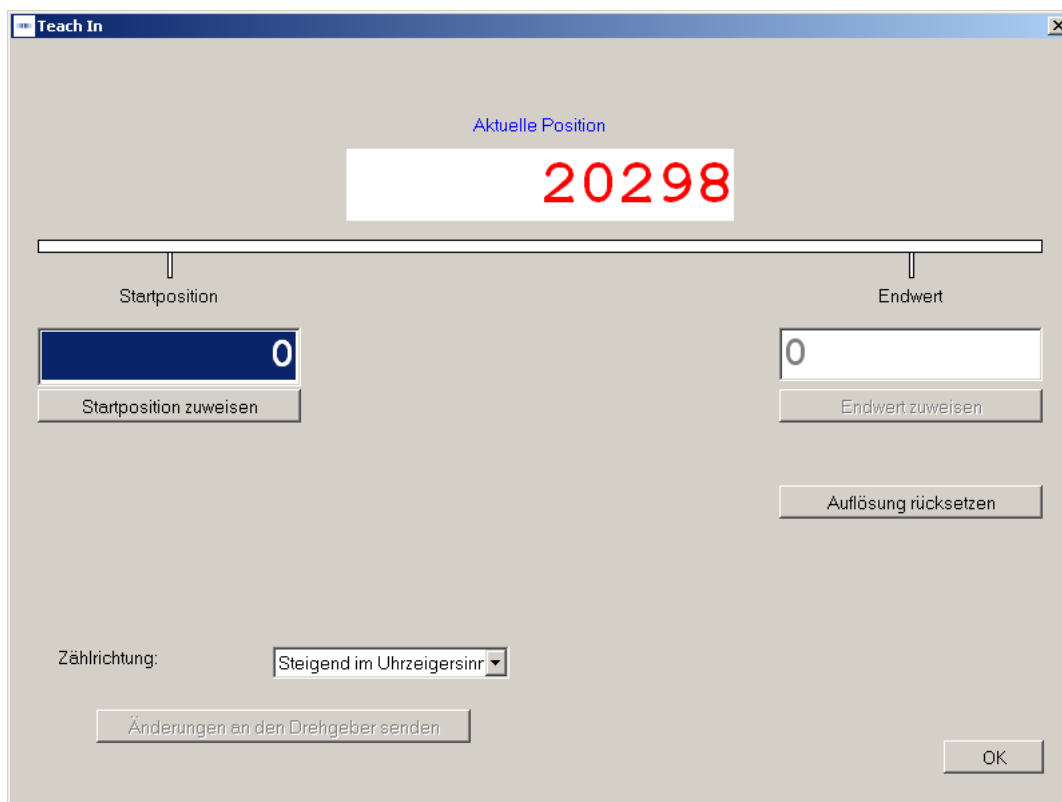 Teach In
Aktuelle Position
20298
Startposition
Endwert
0
0
Startposition zuweisen
Endwert zuweisen
Auflösung rücksetzen
Zählrichtung:
Steigend im Uhrzeigersinn
Änderungen an den Drehgeber senden
OK